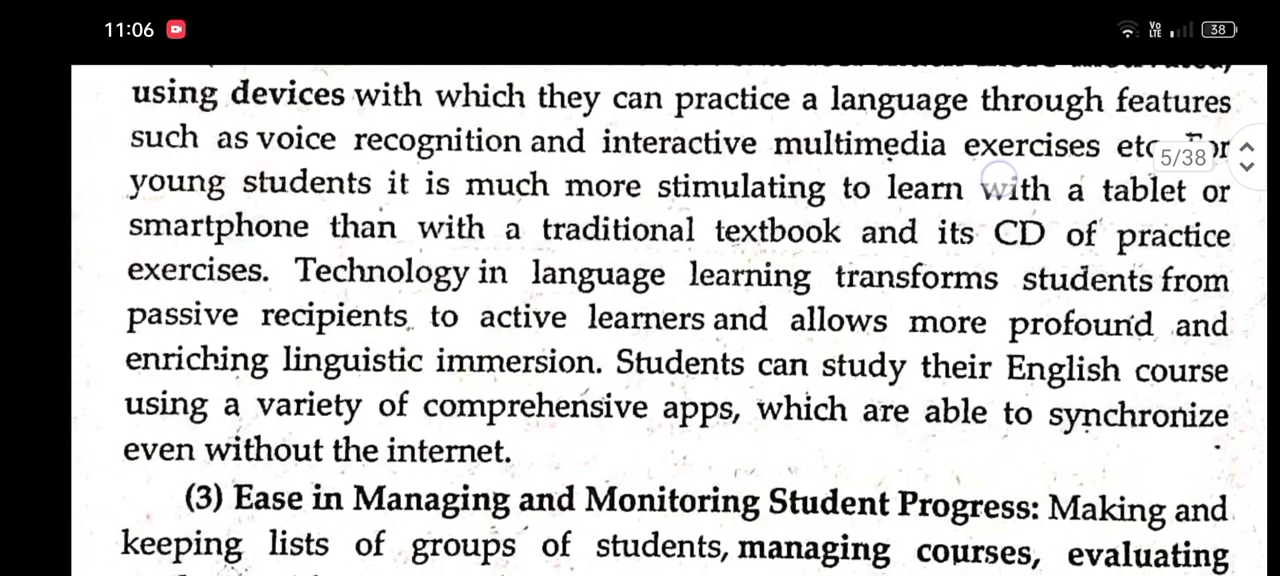 11:06
Vo
LTE
38
using devices with which they can practice a language through features
such as voice recognition and interactive multimedia exercises etc.
5/38
young students it is much more stimulating to learn with a tablet or
smartphone than with a traditional textbook and its CD of practice
exercises. Technology in language learning transforms students from
passive recipients to active learners and allows more profound and
enriching linguistic immersion. Students can study their English course
using a variety of comprehensive apps, which are able to synchronize
even without the internet.
(3) Ease in Managing and Monitoring Student Progress: Making and
keeping lists of groups of students, managing courses, evaluating